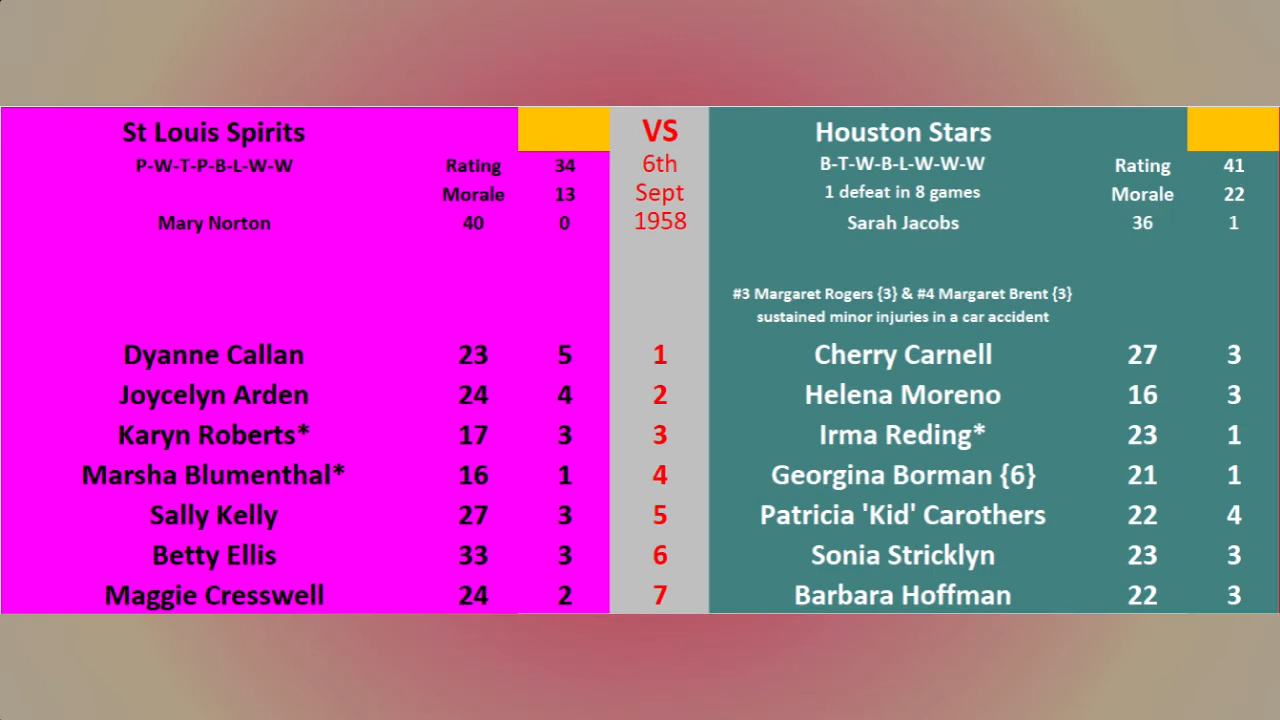 St Louis Spirits VS Houston Stars
P-W-T-P-B-L-W-W Rating 34 6th B-T-W-B-L-W-W-W Rating 41
Morale 13 Sept 1 defeat in 8 games Morale 22
Mary Norton 40 0 1958 Sarah Jacobs 36 1
#3 Margaret Rogers {3} & #4 Margaret Brent {3}
sustained minor injuries in a car accident
Dyanne Callan 23 5 1 Cherry Carnell 27 3
Joycelyn Arden 24 4 2 Helena Moreno 16 3
Karyn Roberts* 17 3 3 Irma Reding* 23 1
Marsha Blumenthal* 16 1 4 Georgina Borman {6} 21 1
Sally Kelly 27 3 5 Patricia 'Kid' Carothers 22 4
Betty Ellis 33 3 6 Sonia Stricklyn 23 3
Maggie Cresswell 24 2 7 Barbara Hoffman 22 3